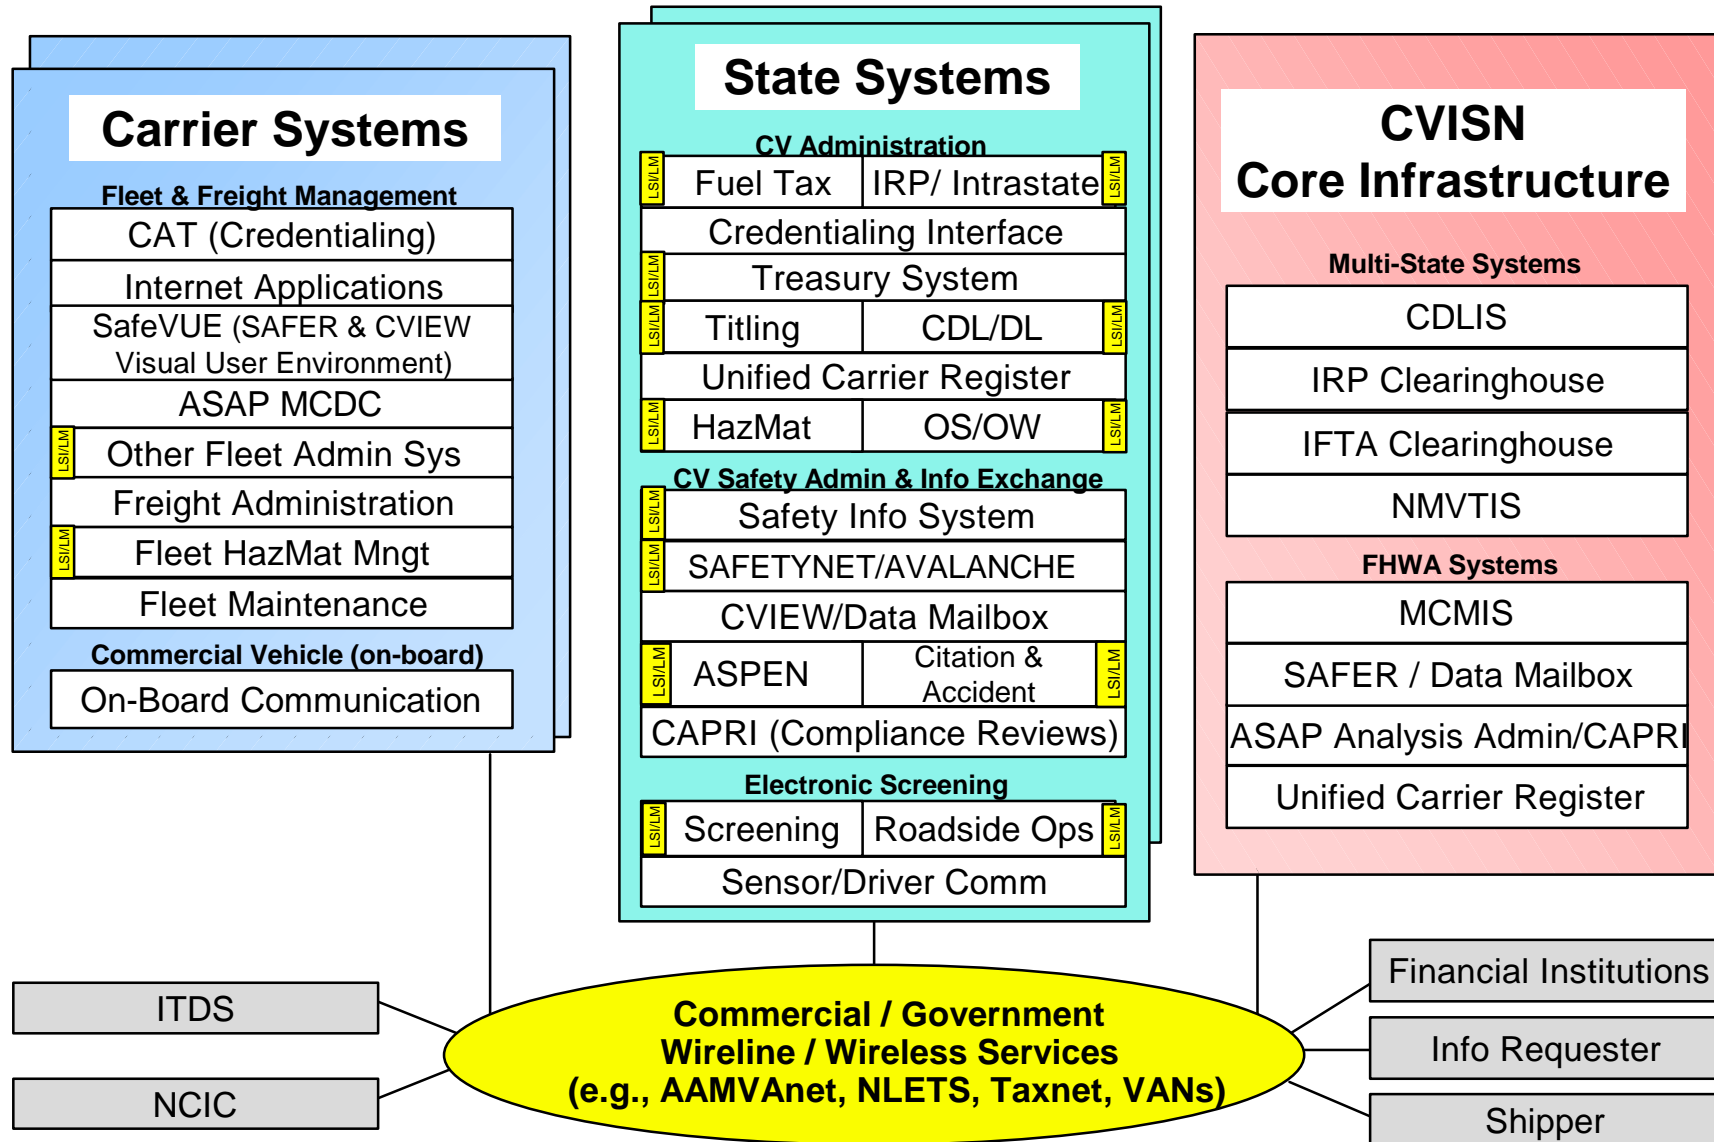 Carrier Systems
Fleet & Freight Management
CAT (Credentialing)
Internet Applications
SafeVUE (SAFER & CVIEW
Visual User Environment)
ASAP MCDC
LSI/LM
Other Fleet Admin Sys
Freight Administration
LSI/LM
Fleet HazMat Mngt
Fleet Maintenance
Commercial Vehicle (on-board)
On-Board Communication
State Systems
CV Administration
LSI/LM
Fuel Tax
IRP/ Intrastate
LSI/LM
Credentialing Interface
LSI/LM
Treasury System
LSI/LM
Titling
CDL/DL
LSI/LM
Unified Carrier Register
LSI/LM
HazMat
OS/OW
LSI/LM
CV Safety Admin & Info Exchange
LSI/LM
Safety Info System
LSI/LM
SAFETYNET/AVALANCHE
CVIEW/Data Mailbox
LSI/LM
ASPEN
Citation &
Accident
LSI/LM
CAPRI (Compliance Reviews)
Electronic Screening
LSI/LM
Screening
Roadside Ops
LSI/LM
Sensor/Driver Comm
CVISN
Core Infrastructure
Multi-State Systems
CDLIS
IRP Clearinghouse
IFTA Clearinghouse
NMVTIS
FHWA Systems
MCMIS
SAFER / Data Mailbox
ASAP Analysis Admin/CAPRI
Unified Carrier Register
ITDS
NCIC
Commercial / Government
Wireline / Wireless Services
(e.g., AAMVAnet, NLETS, Taxnet, VANs)
Financial Institutions
Info Requester
Shipper